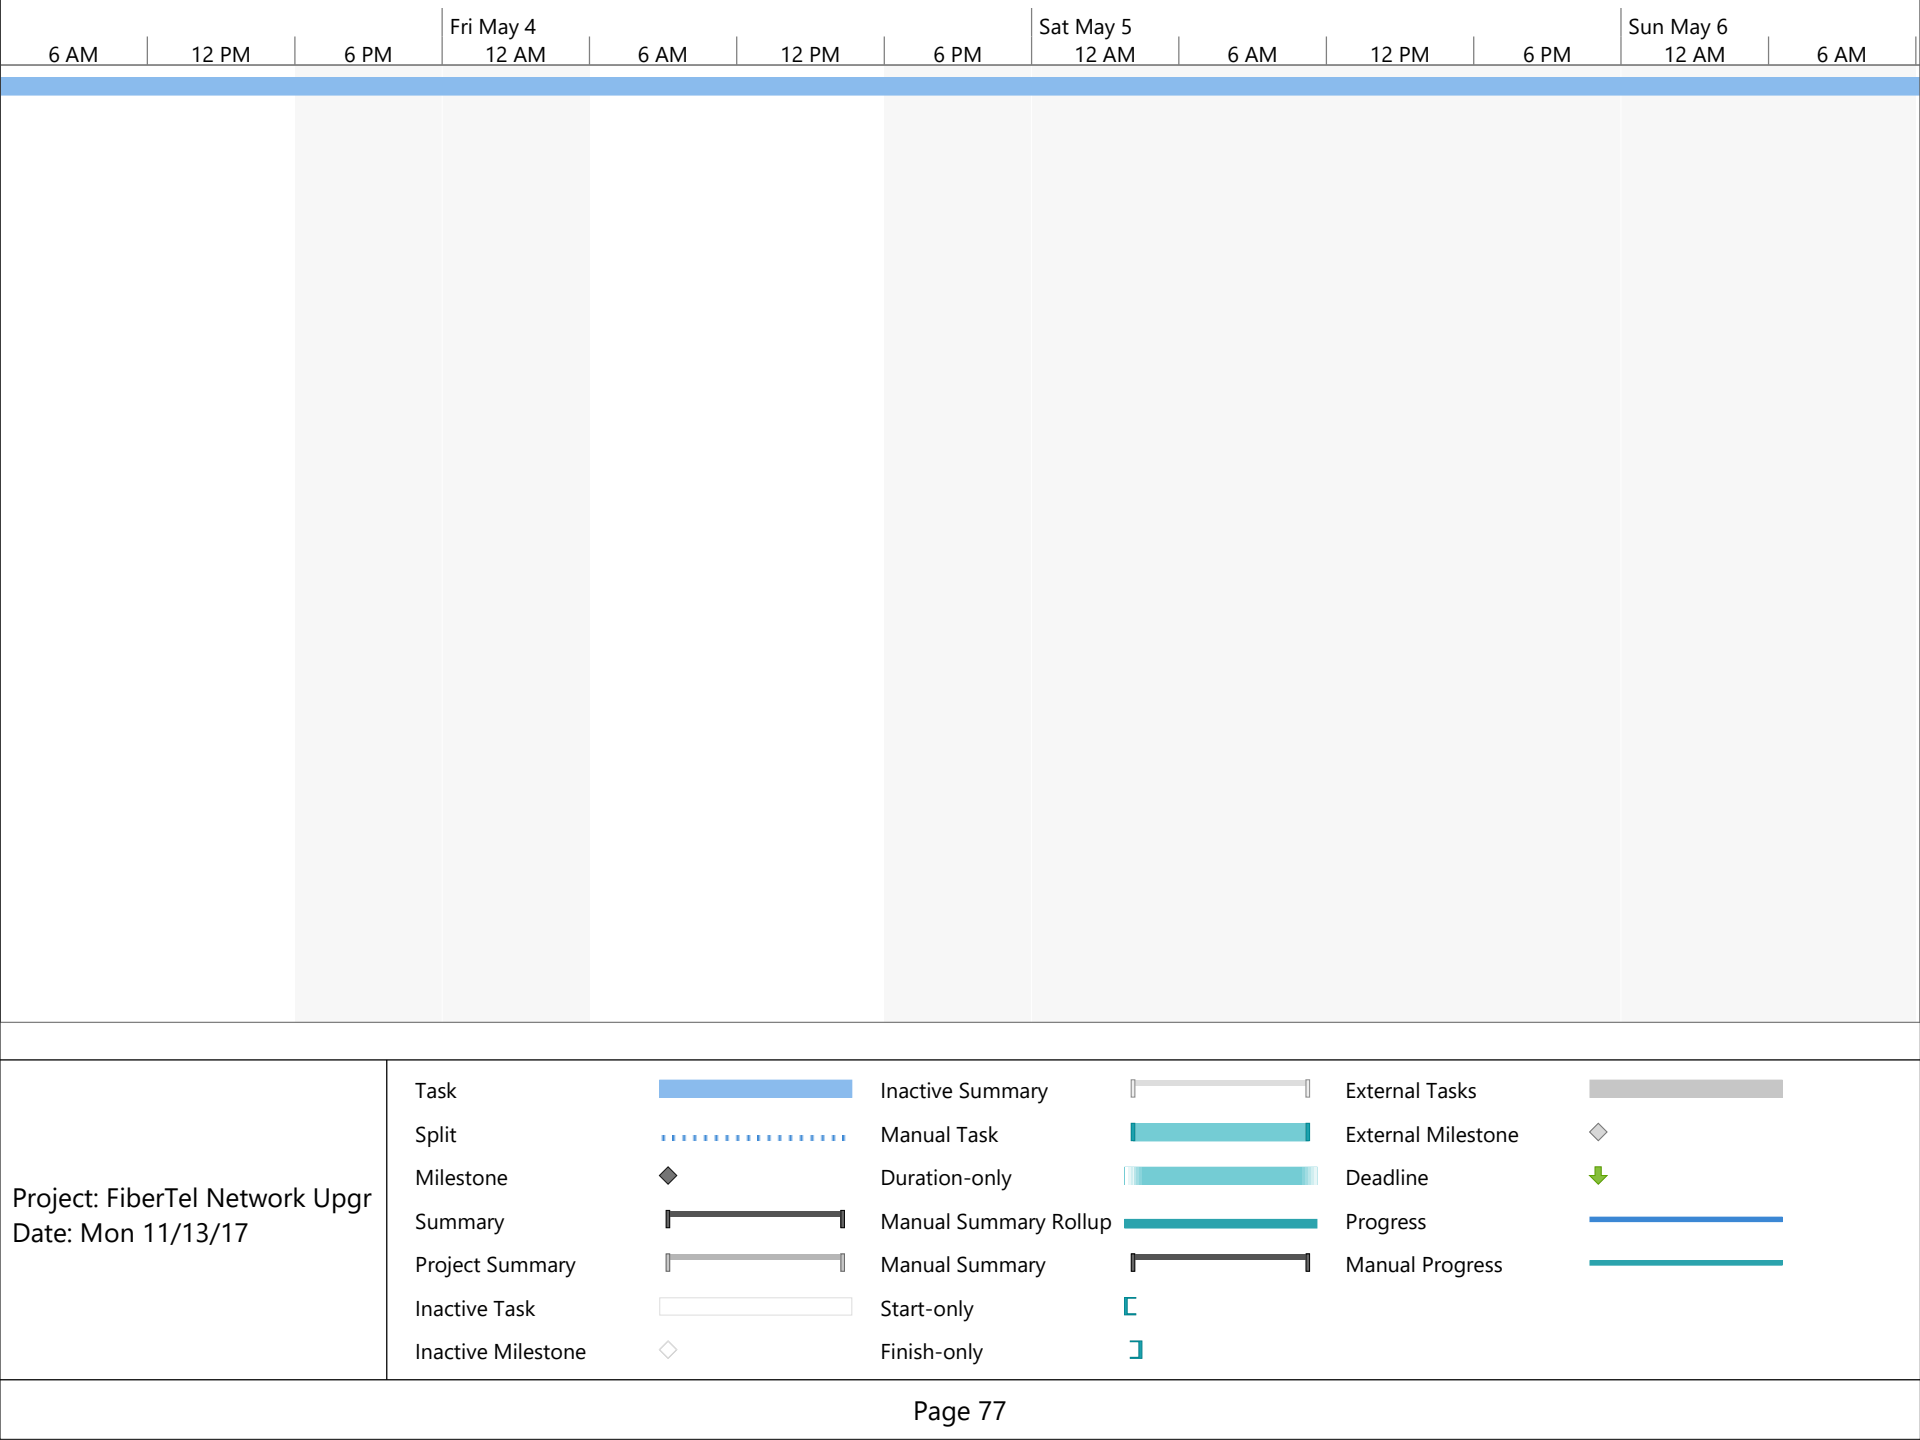 Fri May 4 Sat May 5 Sun May 6
6 AM 12 PM 6 PM 12 AM 6 AM 12 PM 6 PM 12 AM 6 AM 12 PM 6 PM 12 AM 6 AM
Project: FiberTel Network Upgr
Date: Mon 11/13/17
Task
Split
Milestone
Summary
Project Summary
Inactive Task
Inactive Milestone
Inactive Summary
Manual Task
Duration-only
Manual Summary Rollup
Manual Summary
Start-only
Finish-only
External Tasks
External Milestone
Deadline
Progress
Manual Progress
Page 77